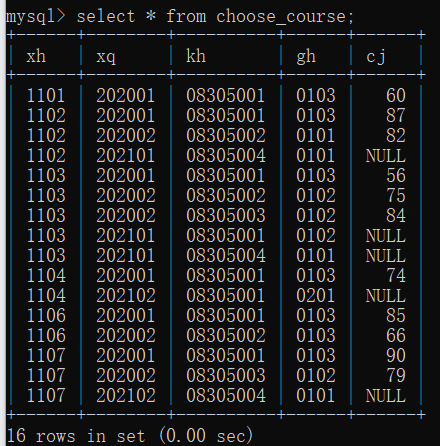 mysql> select * from choose_course;
+------+--------+----------+------+------+
| xh | xq | kh | gh | cj |
+------+--------+----------+------+------+
| 1101 | 202001 | 08305001 | 0103 | 60 |
| 1102 | 202001 | 08305001 | 0103 | 87 |
| 1102 | 202002 | 08305002 | 0101 | 82 |
| 1102 | 202101 | 08305004 | 0101 | NULL |
| 1103 | 202001 | 08305001 | 0103 | 56 |
| 1103 | 202002 | 08305002 | 0102 | 75 |
| 1103 | 202002 | 08305003 | 0102 | 84 |
| 1103 | 202101 | 08305001 | 0102 | NULL |
| 1103 | 202101 | 08305004 | 0101 | NULL |
| 1104 | 202001 | 08305001 | 0103 | 74 |
| 1104 | 202102 | 08305001 | 0201 | NULL |
| 1106 | 202001 | 08305001 | 0103 | 85 |
| 1106 | 202002 | 08305002 | 0103 | 66 |
| 1107 | 202001 | 08305001 | 0103 | 90 |
| 1107 | 202002 | 08305003 | 0102 | 79 |
| 1107 | 202102 | 08305004 | 0101 | NULL |
+------+--------+----------+------+------+
16 rows in set (0.00 sec)